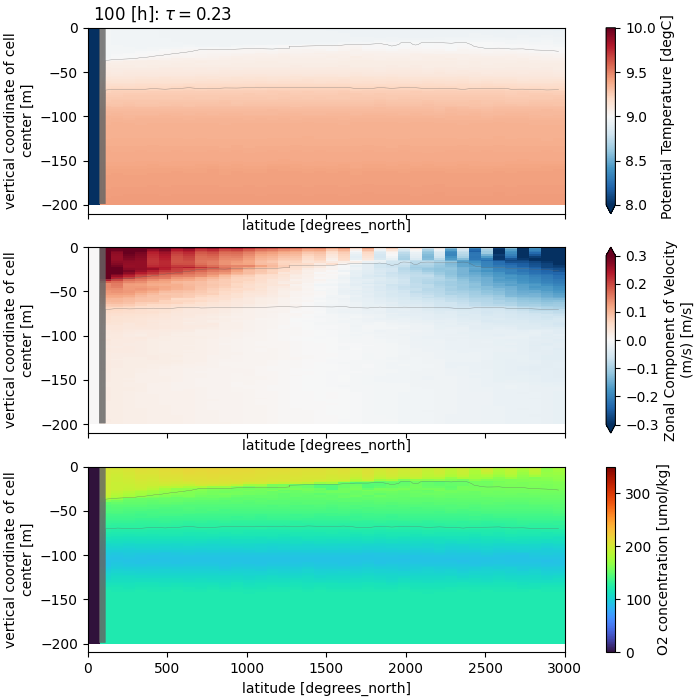 100 [h]: τ = 0.23
0
−50
−100
−150
−200
vertical coordinate of cell
center [m]
latitude [degrees_north]
10.0
9.5
9.0
8.5
8.0
Potential Temperature [degC]
0
−50
−100
−150
−200
vertical coordinate of cell
center [m]
latitude [degrees_north]
0.3
0.2
0.1
0.0
−0.1
−0.2
−0.3
Zonal Component of Velocity
(m/s) [m/s]
0
−50
−100
−150
−200
vertical coordinate of cell
center [m]
0 500 1000 1500 2000 2500 3000
latitude [degrees_north]
300
200
100
0
O2 concentration [umol/kg]